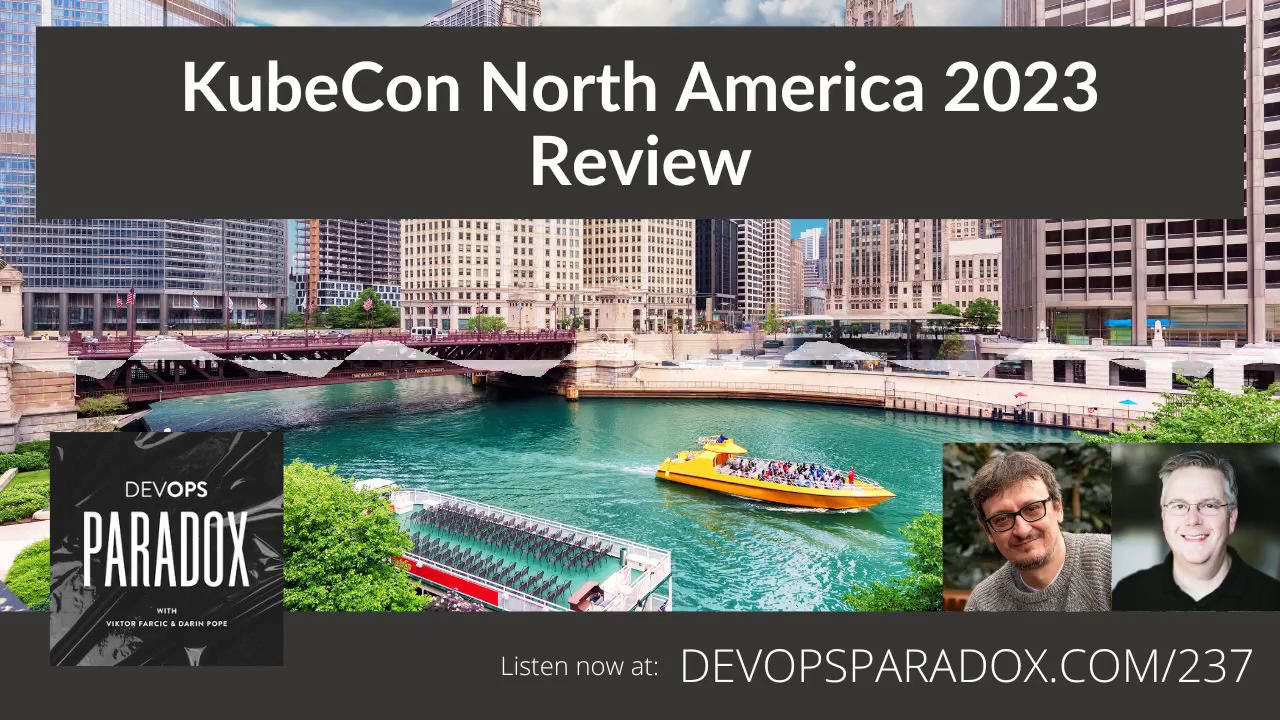 KubeCon North America 2023
Review
DEVOPS
PARADOX
WITH
VIKTOR FARCIC & DARIN POPE
Listen now at: DEVOPSPARADOX.COM/237